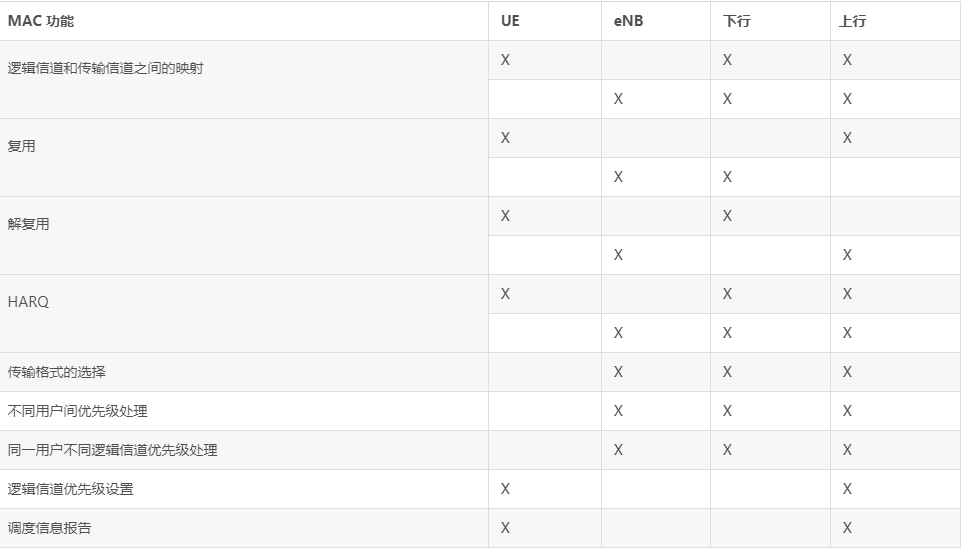 MAC 功能 UE eNB 下行 上行
逻辑信道和传输信道之间的映射 X X X
X X X
复用 X X
X X
解复用 X X
X X
HARQ X X X
X X X
传输格式的选择 X X X
不同用户间优先级处理 X X X
同一用户不同逻辑信道优先级处理 X X X
逻辑信道优先级设置 X X
调度信息报告 X X